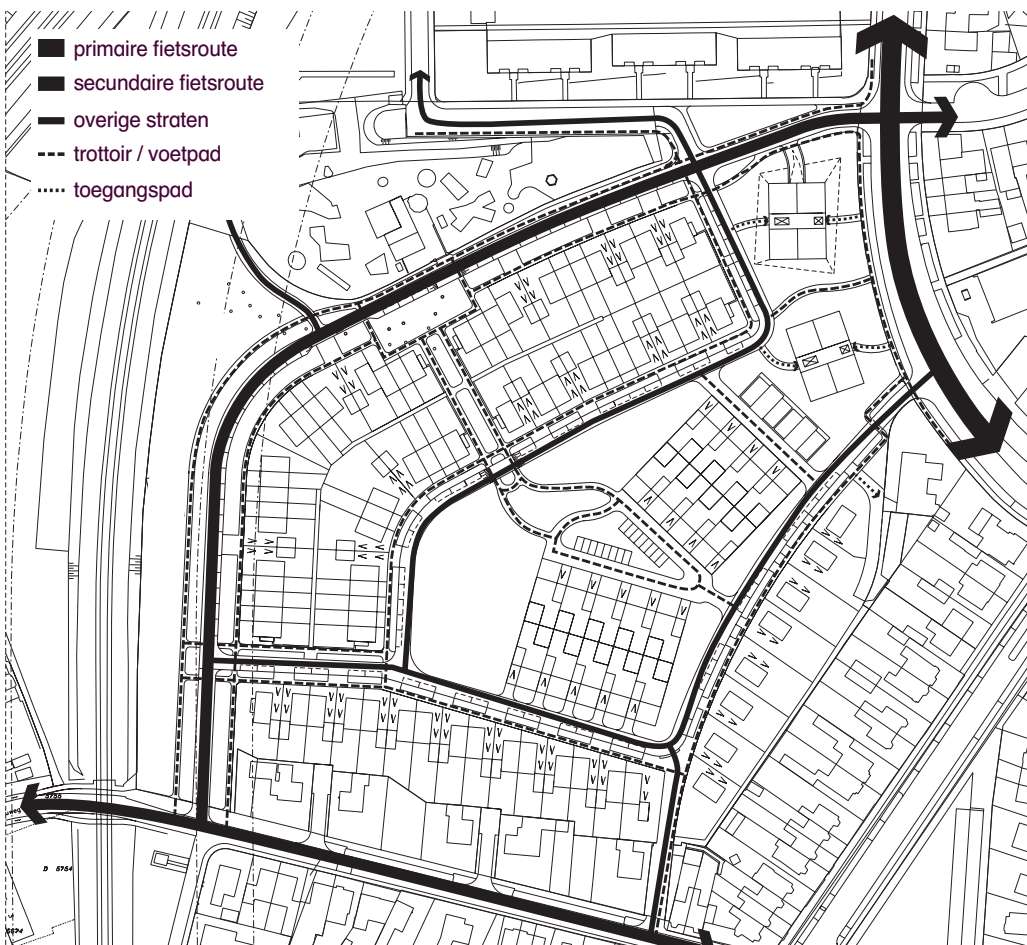 primaire fietsroute
secundaire fietsroute
overige straten
trottoir / voetpad
toegangspad
D 5754